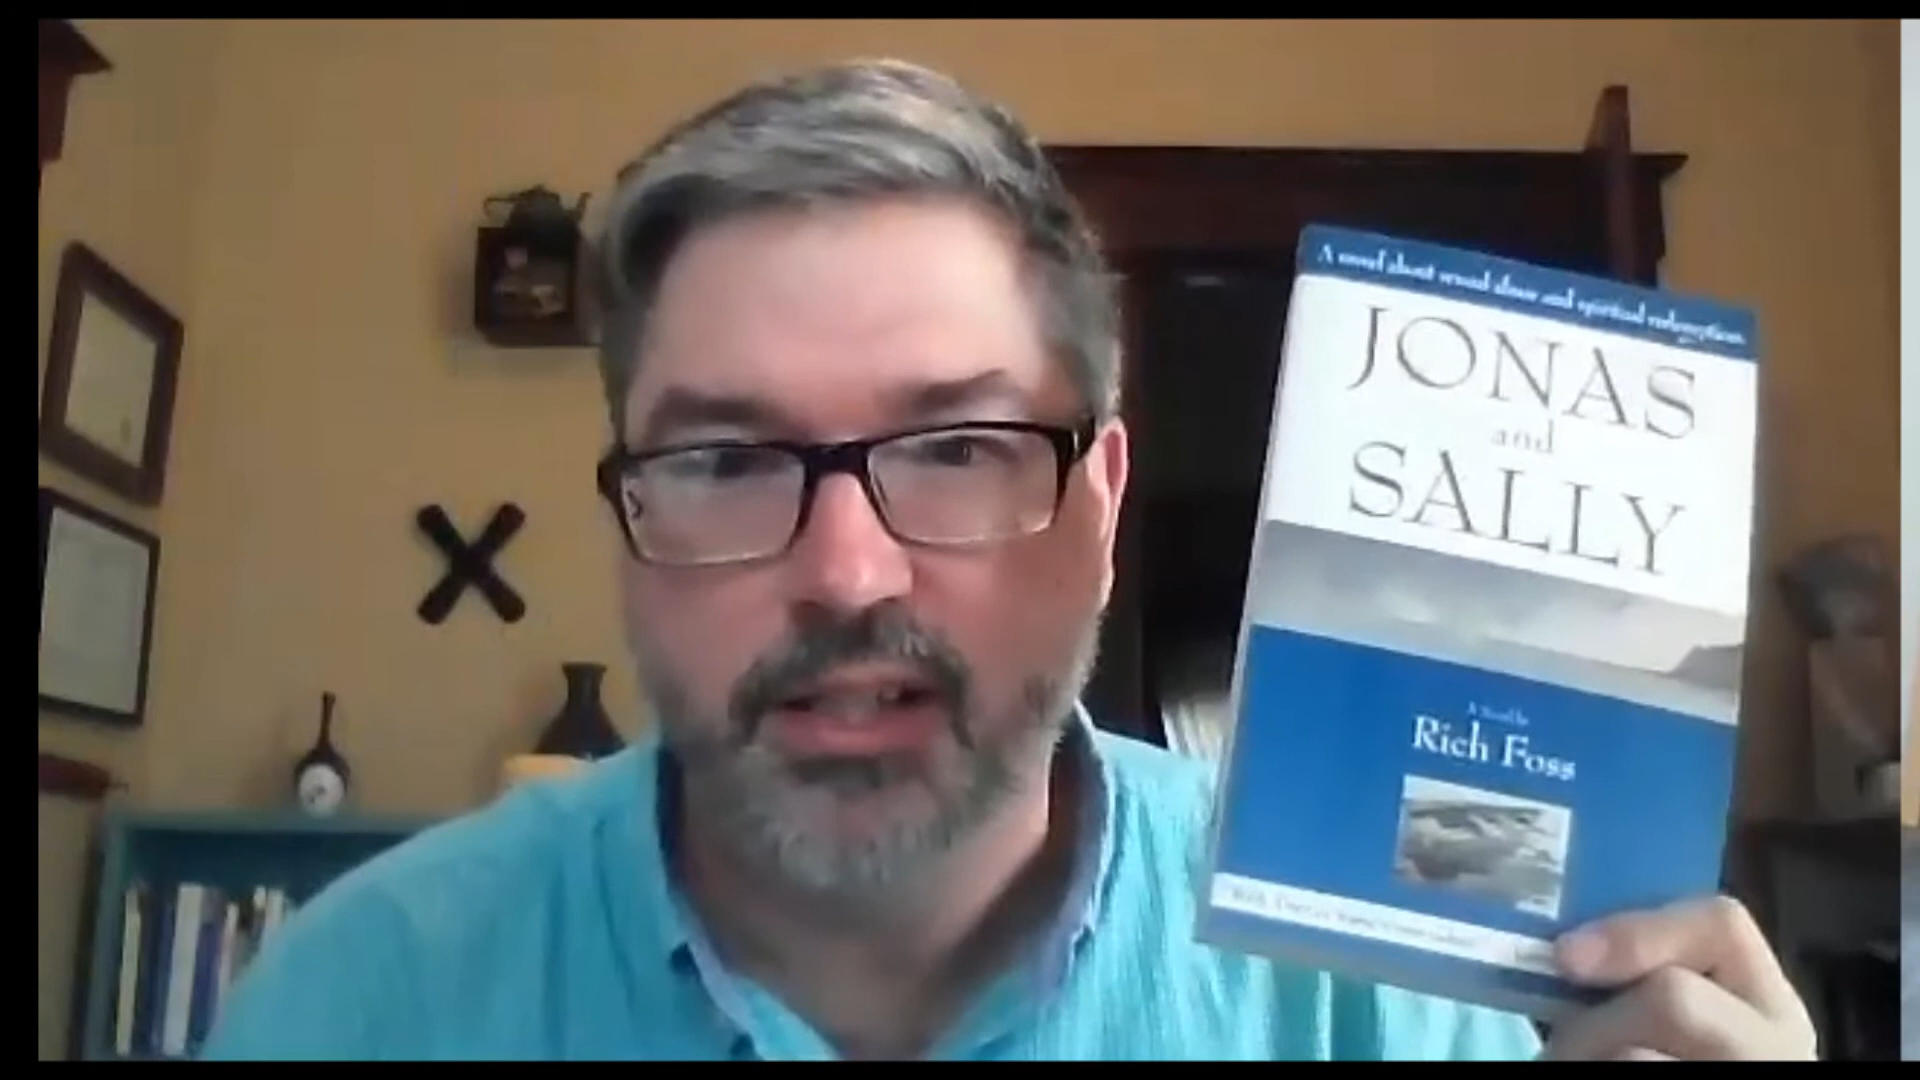 A novel about sexual abuse and spiritual redemption
JONAS
and
SALLY
A Novel by
Rich Foss